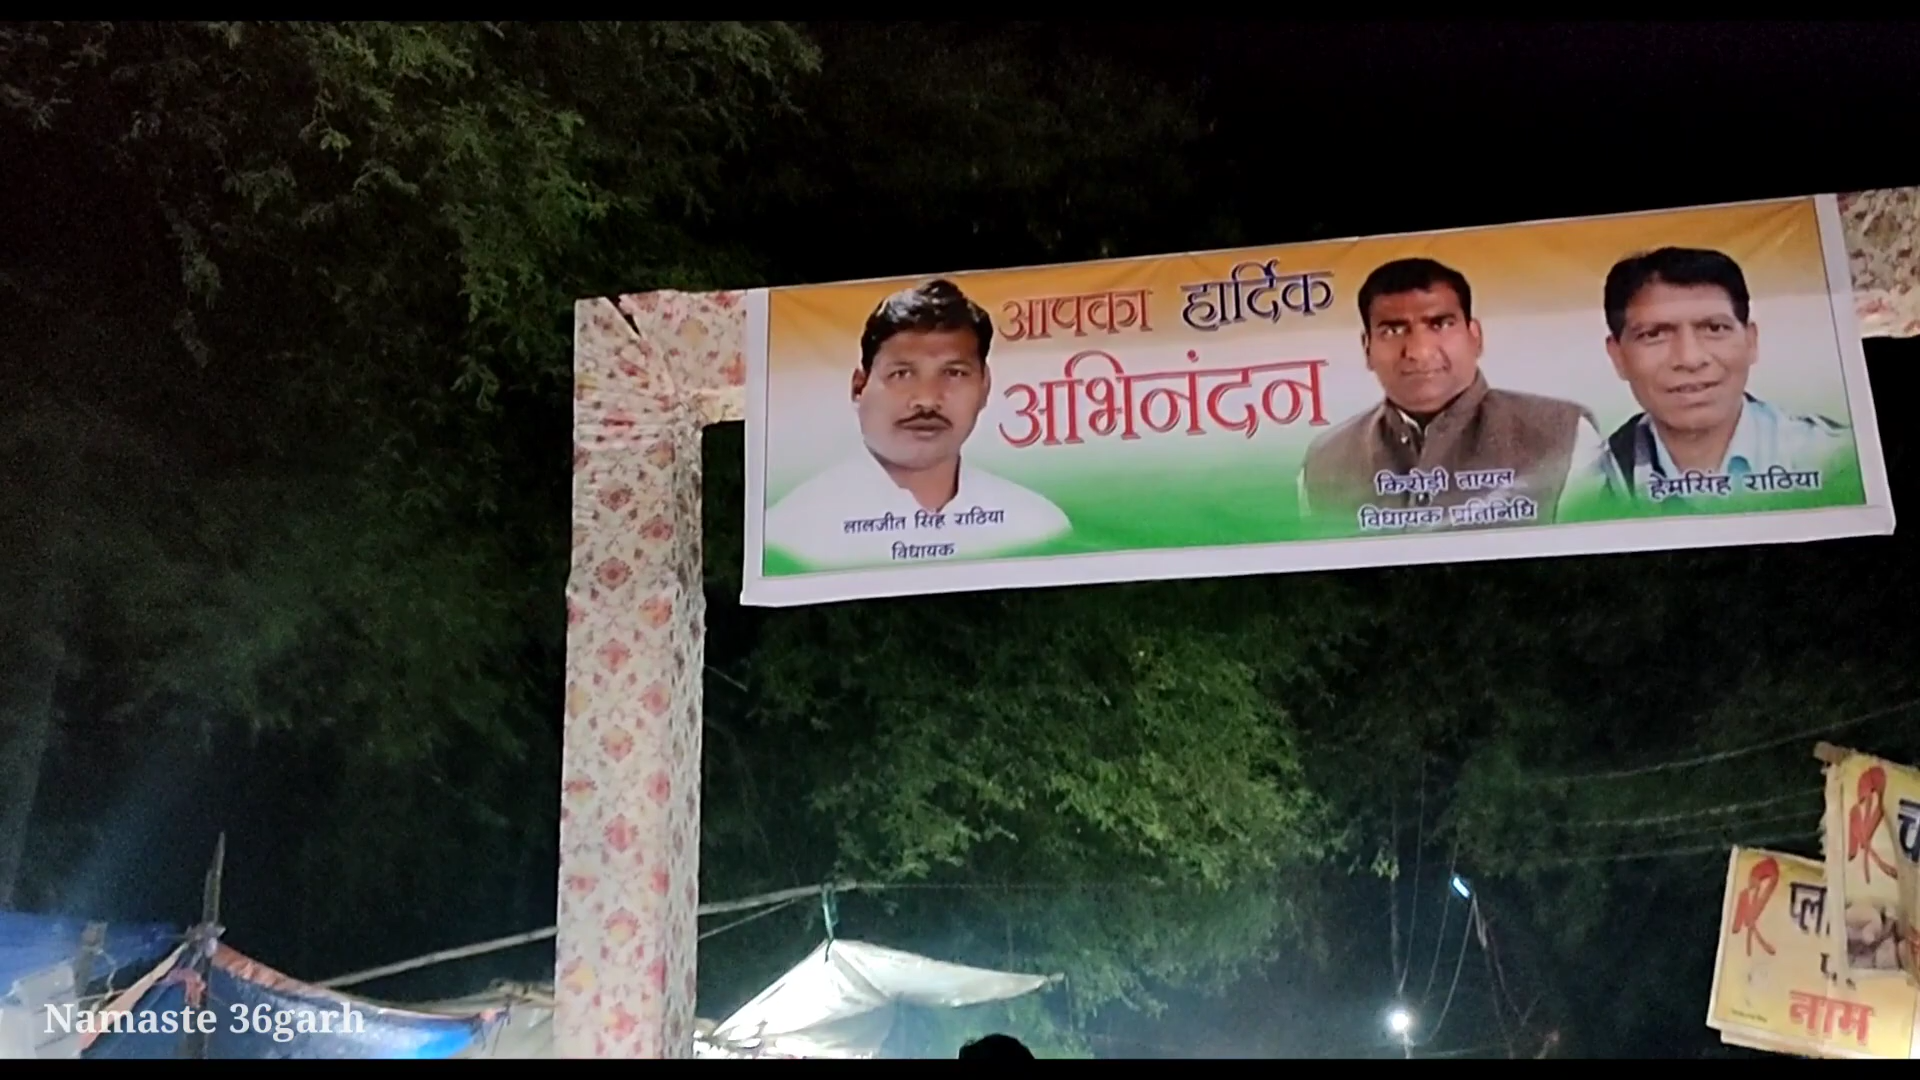 आपका हार्दिक
अभिनंदन
लालजीत सिंह राठिया
विधायक
किरोड़ी तायल
विधायक प्रतिनिधि
हेमसिंह राठिया
नाम
Namaste 36garh